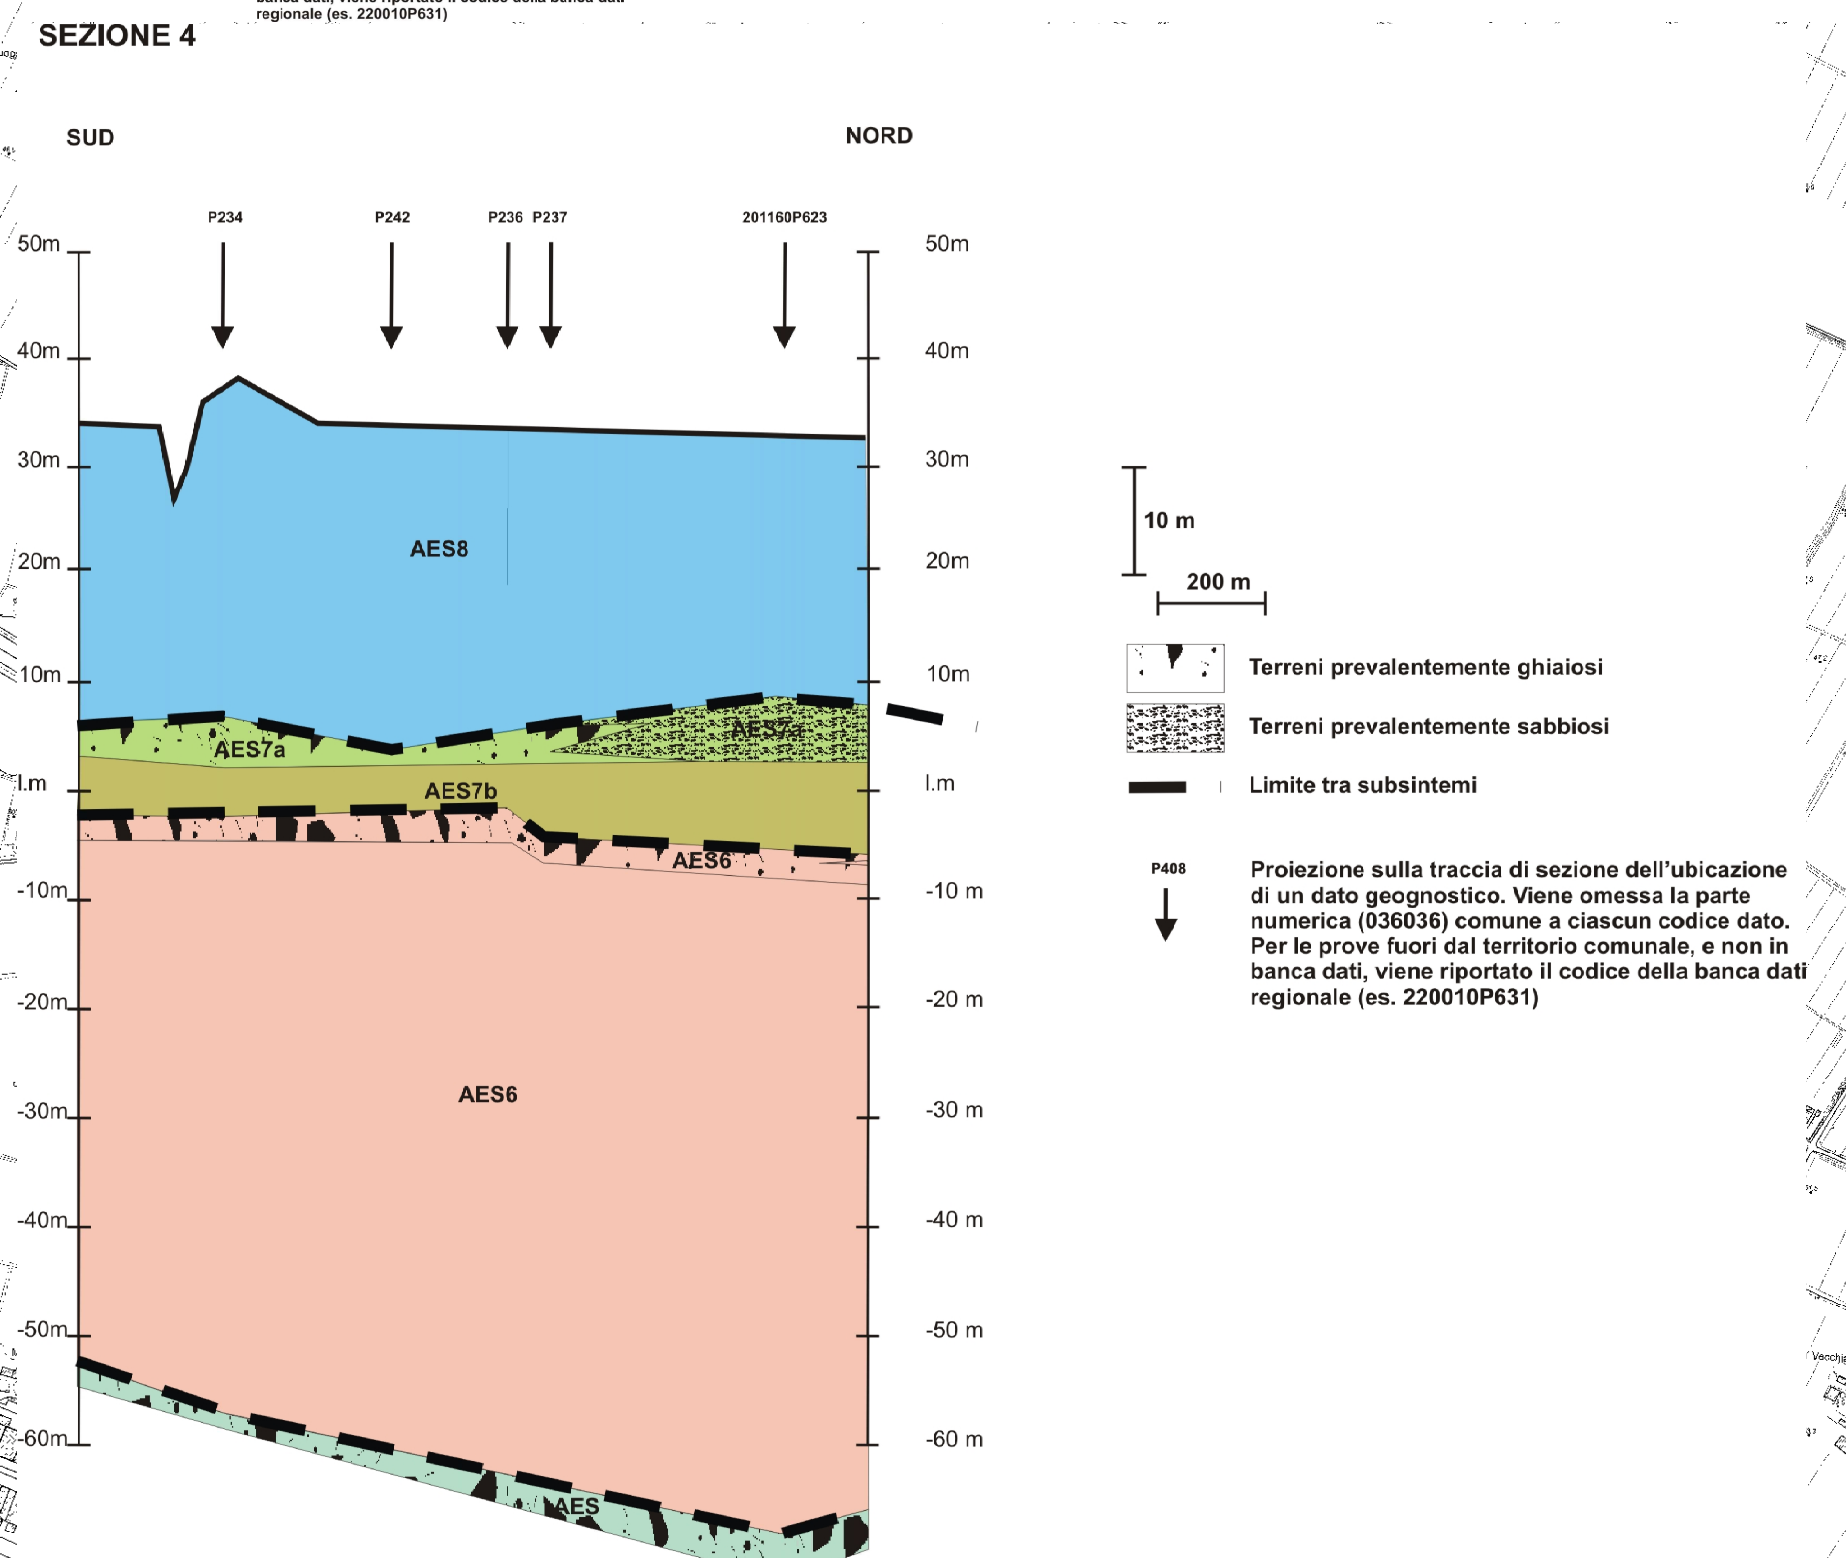 regionale (es. 220010P631)
SEZIONE 4
SUD
NORD
P234
P242
P236
P237
201160P623
50m
50m
40m
40m
30m
30m
10 m
AES8
20m
20m
200 m
Terreni prevalentemente ghiaiosi
10m
10m
Terreni prevalentemente sabbiosi
AES7a
AES7a
l.m
AES7b
l.m
Limite tra subsintemi
AES6
P408
Proiezione sulla traccia di sezione dell'ubicazione
di un dato geognostico. Viene omessa la parte
numerica (036036) comune a ciascun codice dato.
Per le prove fuori dal territorio comunale, e non in
banca dati, viene riportato il codice della banca dati
regionale (es. 220010P631)
-10m
-10 m
-20m
-20 m
AES6
-30m
-30 m
-40m
-40 m
-50m
-50 m
Vecchia
-60m
-60 m
AES